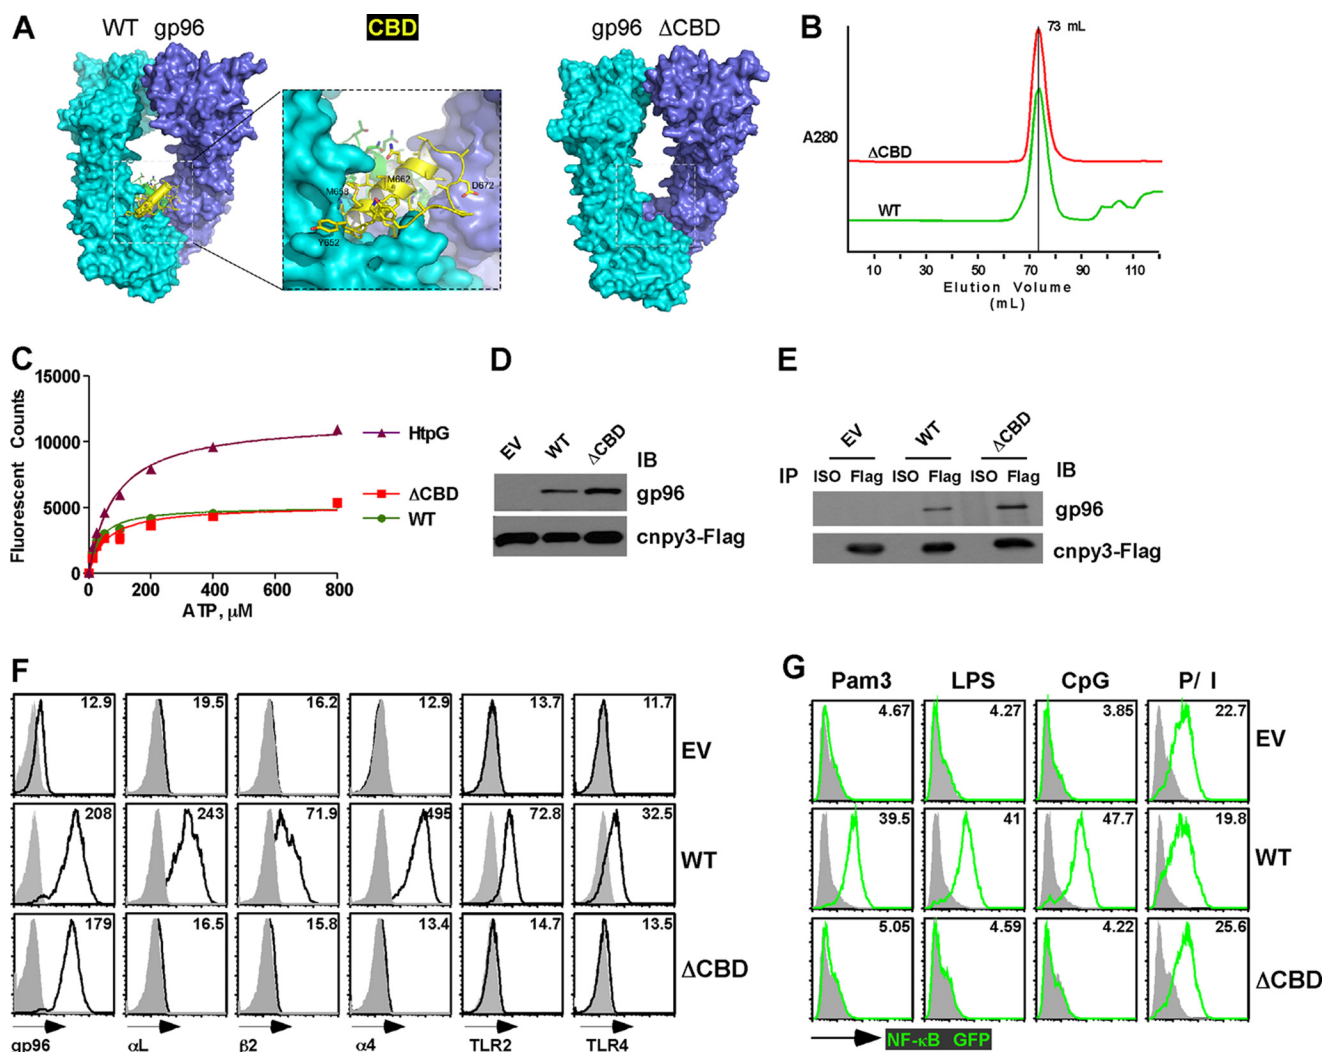 A
WT gp96
CBD
gp96 ΔCBD
M658
M662
D672
Y652
B
73 mL
A280
ΔCBD
WT
10 30 50 70 90 110
Elution Volume
(mL)
C
Fluorescent Counts
15000
10000
5000
0
0 200 400 600 800
ATP, μM
HtpG
ΔCBD
WT
D
EV WT ΔCBD
IB
gp96
cnpy3-Flag
E
EV WT ΔCBD
IP ISO Flag ISO Flag ISO Flag IB
gp96
cnpy3-Flag
F
12.9 19.5 16.2 12.9 13.7 11.7
EV
208 243 71.9 495 72.8 32.5
WT
179 16.5 15.8 13.4 14.7 13.5
ΔCBD
gp96 αL β2 α4 TLR2 TLR4
G
Pam3 LPS CpG P/ I
4.67 4.27 3.85 22.7
EV
39.5 41 47.7 19.8
WT
5.05 4.59 4.22 25.6
ΔCBD
NF-κB GFP